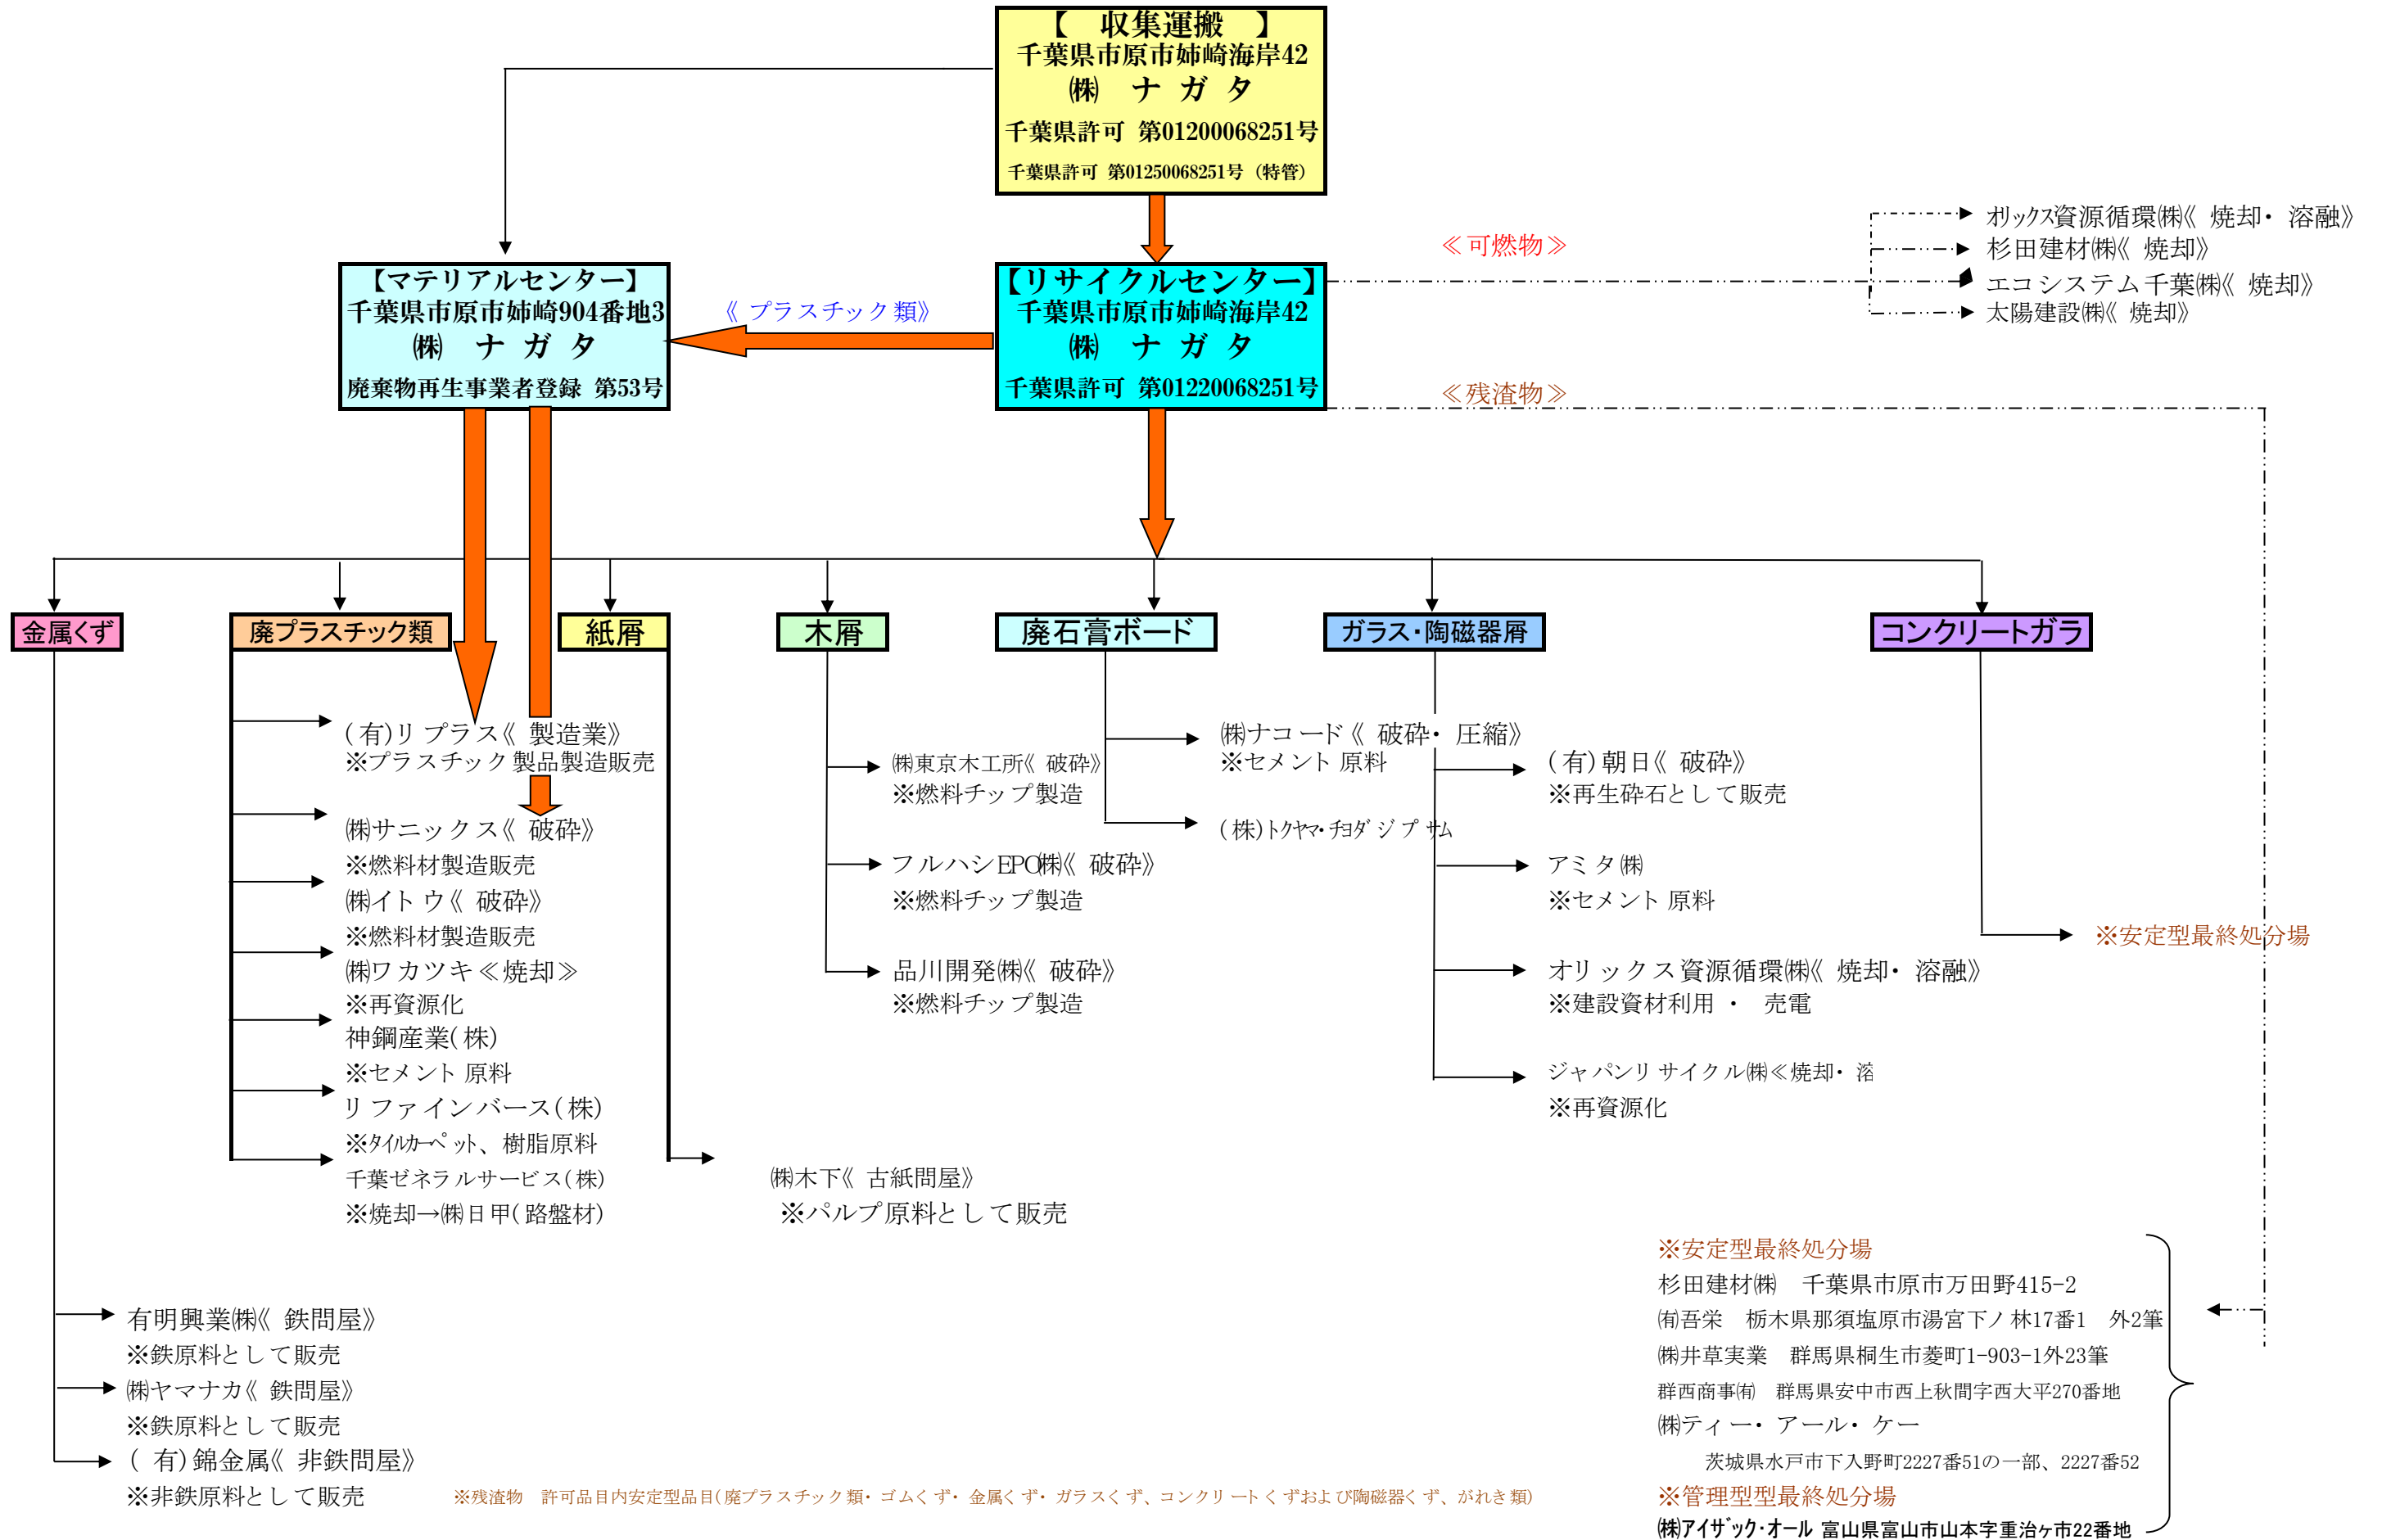 【　収集運搬　】
千葉県市原市姉崎海岸42
㈱　ナ ガ タ
千葉県許可 第01200068251号
千葉県許可 第01250068251号（特管）
【マテリアルセンター】
千葉県市原市姉崎904番地3
㈱　ナ ガ タ
廃棄物再生事業者登録 第53号
《プラスチック類》
【リサイクルセンター】
千葉県市原市姉崎海岸42
㈱　ナ ガ タ
千葉県許可 第01220068251号
≪可燃物≫
ｵﾘｯｸｽ資源循環㈱《焼却・溶融》
杉田建材㈱《焼却》
エコシステム千葉㈱《焼却》
太陽建設㈱《焼却》
≪残渣物≫
金属くず
廃プラスチック類
紙屑
木屑
廃石膏ボード
ガラス・陶磁器屑
コンクリートガラ
(有)リプラス《製造業》
※プラスチック製品製造販売
㈱サニックス《破砕》
※燃料材製造販売
㈱イトウ《破砕》
※燃料材製造販売
㈱ワカツキ≪焼却≫
※再資源化
神鋼産業(株)
※セメント原料
リファインバース(株)
※ﾀｲﾙｶｰﾍﾟｯﾄ、樹脂原料
千葉ゼネラルサービス(株)
※焼却→㈱日甲(路盤材)
㈱東京木工所《破砕》
※燃料チップ製造
フルハシEPO㈱《破砕》
※燃料チップ製造
品川開発㈱《破砕》
※燃料チップ製造
㈱ナコード《破砕・圧縮》
※セメント原料
(株)ﾄｸﾔﾏ・ﾁﾖﾀﾞｼﾞﾌﾟｻﾑ
(有)朝日《破砕》
※再生砕石として販売
アミタ㈱
※セメント原料
オリックス資源循環㈱《焼却・溶融》
※建設資材利用 ・　売電
ジャパンリサイクル㈱≪焼却・溶
※再資源化
※安定型最終処分場
㈱木下《古紙問屋》
※パルプ原料として販売
有明興業㈱《鉄問屋》
※鉄原料として販売
㈱ヤマナカ《鉄問屋》
※鉄原料として販売
(有)錦金属《非鉄問屋》
※非鉄原料として販売
※安定型最終処分場
杉田建材㈱　千葉県市原市万田野415-2
㈲吾栄　栃木県那須塩原市湯宮下ノ林17番1　外2筆
㈱井草実業　群馬県桐生市菱町1-903-1外23筆
群西商事㈲　群馬県安中市西上秋間字西大平270番地
㈱ティー・アール・ケー
茨城県水戸市下入野町2227番51の一部、2227番52
※管理型型最終処分場
㈱アイザック・オール 富山県富山市山本字重治ヶ市22番地
※残渣物　許可品目内安定型品目(廃プラスチック類・ゴムくず・金属くず・ガラスくず、コンクリートくずおよび陶磁器くず、がれき類)